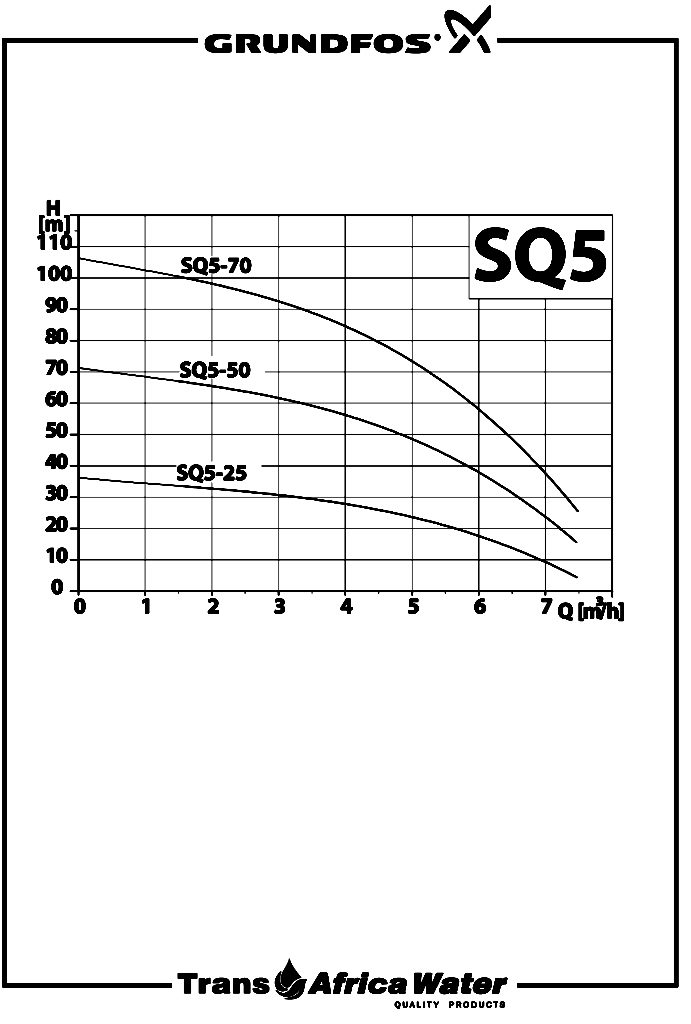 GRUNDFOS
H
[m]
110
100
90
80
70
60
50
40
30
20
10
0
SQ5
SQ5-70
SQ5-50
SQ5-25
0 1 2 3 4 5 6 7 Q [m³/h]
Trans Africa Water
QUALITY PRODUCTS